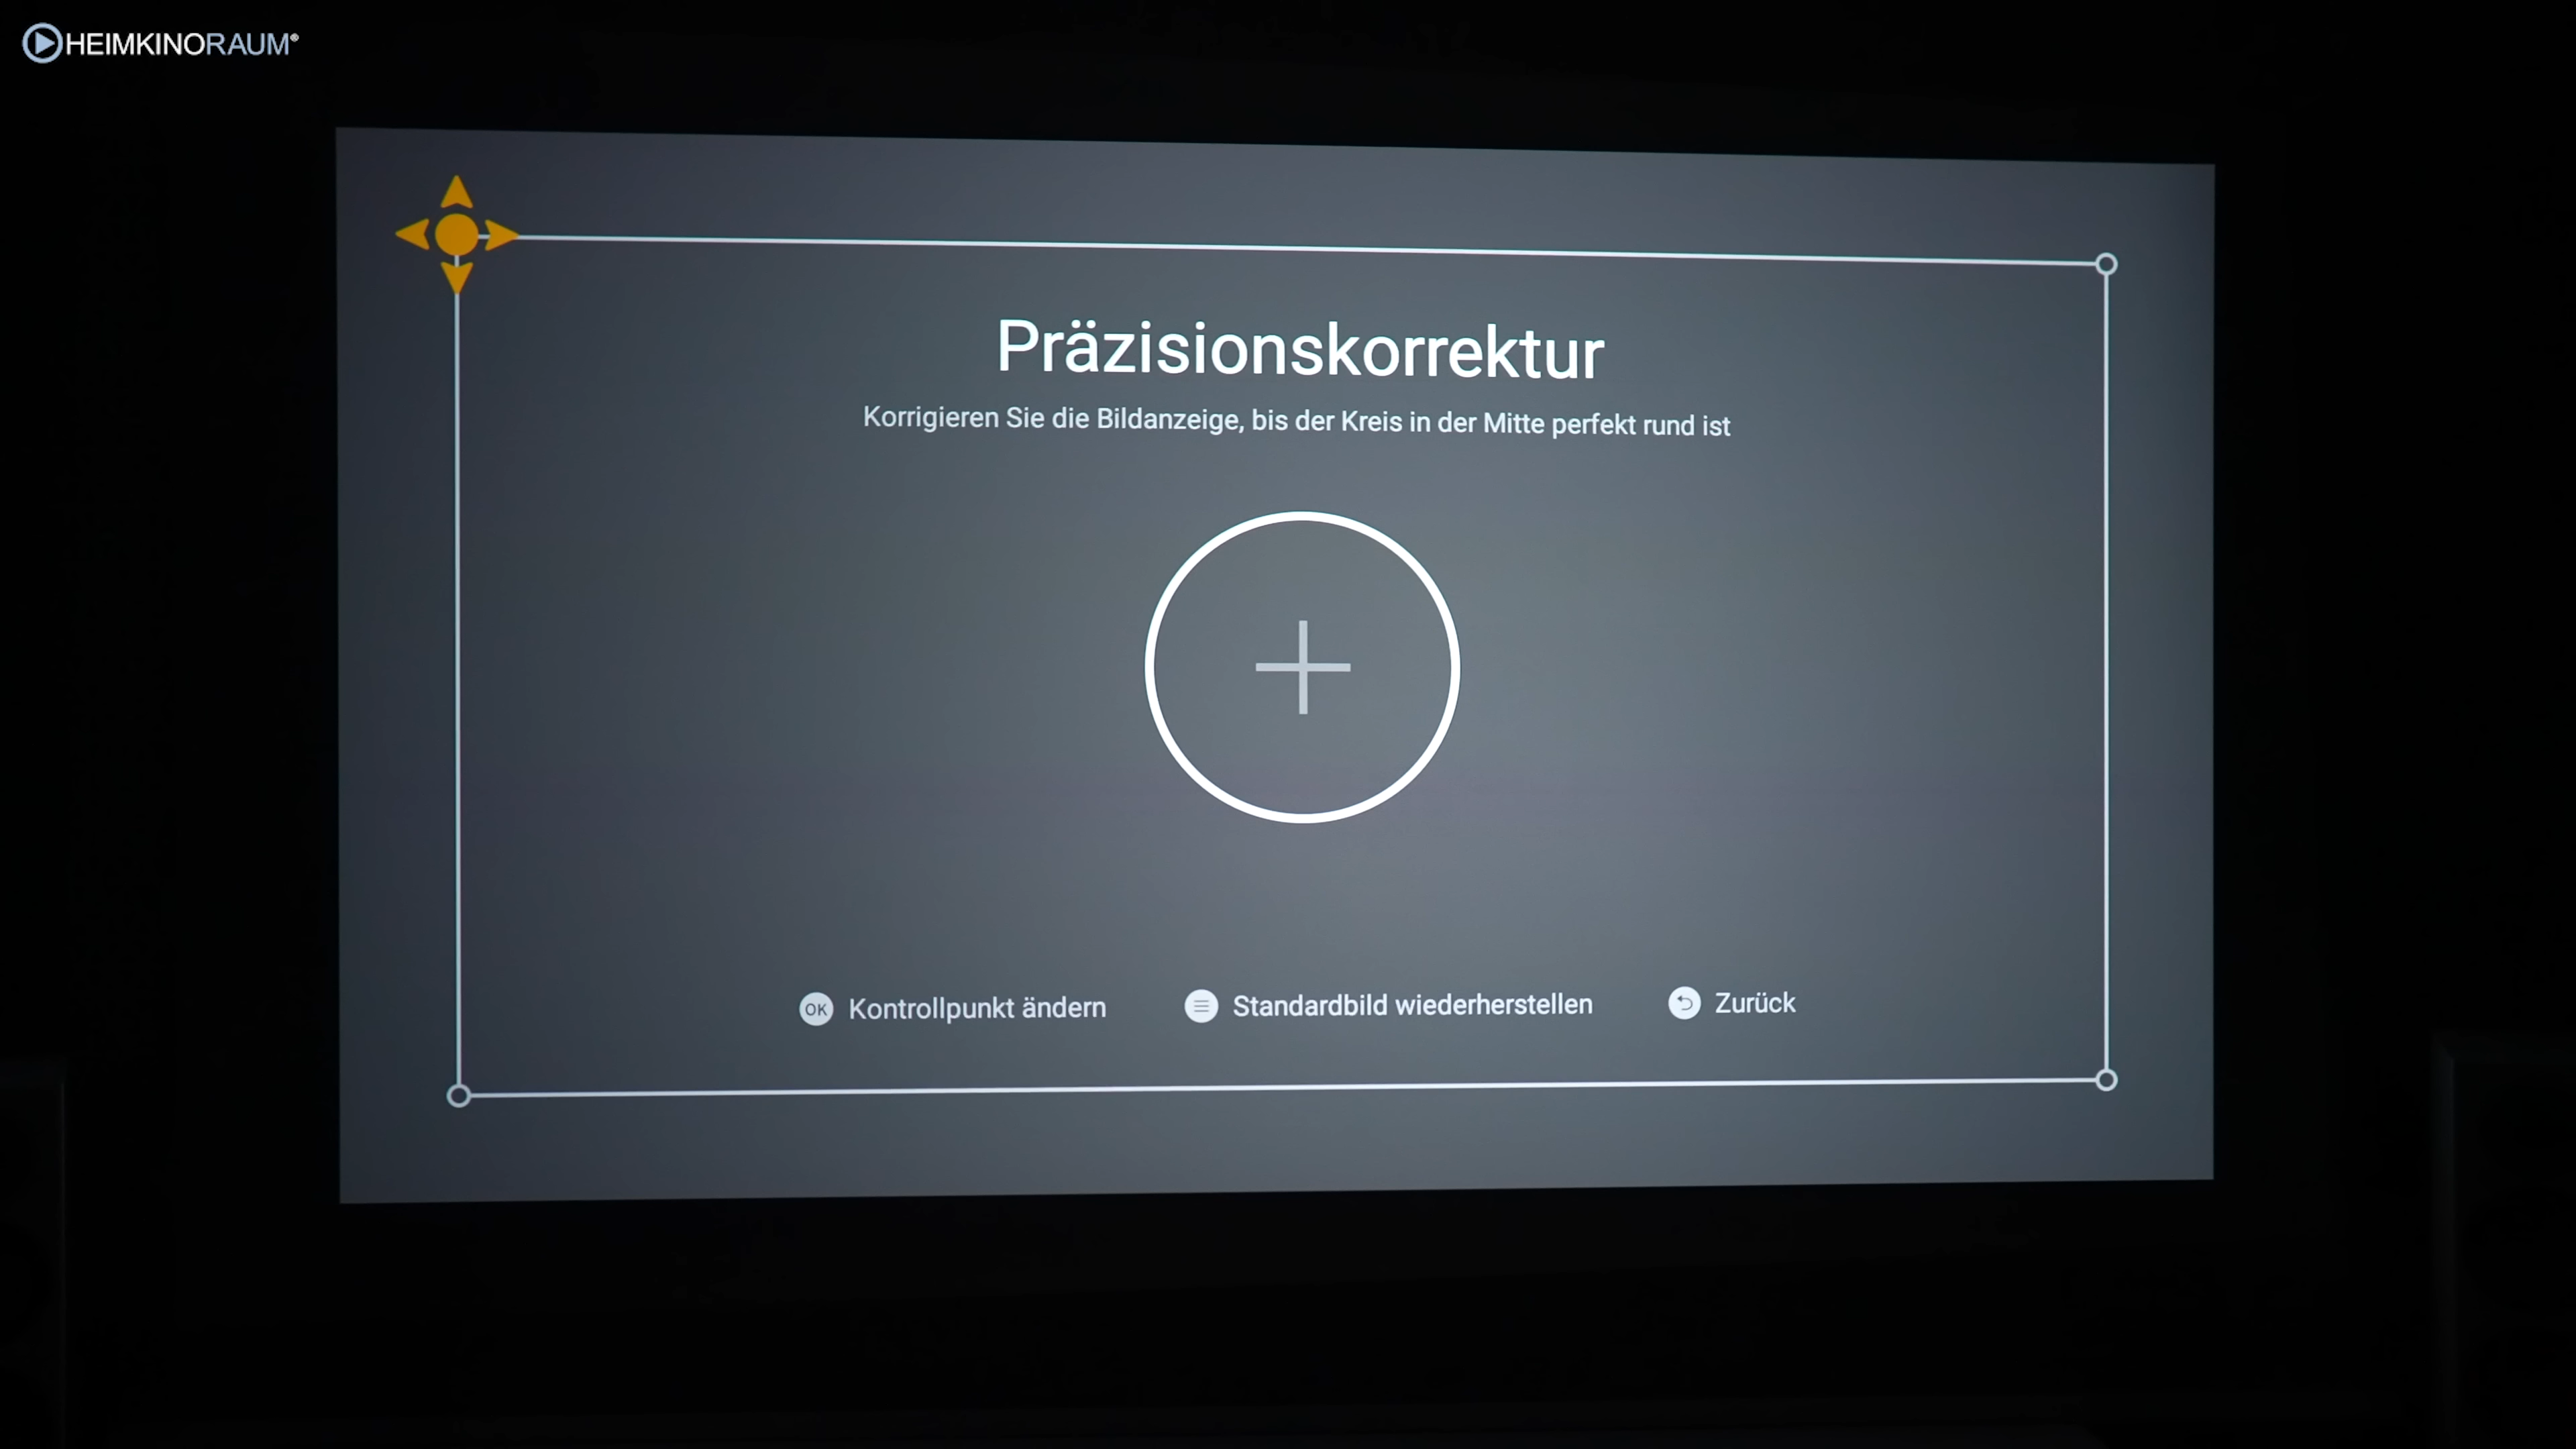 HEIMKINORAUM®
Präzisionskorrektur
Korrigieren Sie die Bildanzeige, bis der Kreis in der Mitte perfekt rund ist
OK Kontrollpunkt ändern Standardbild wiederherstellen Zurück